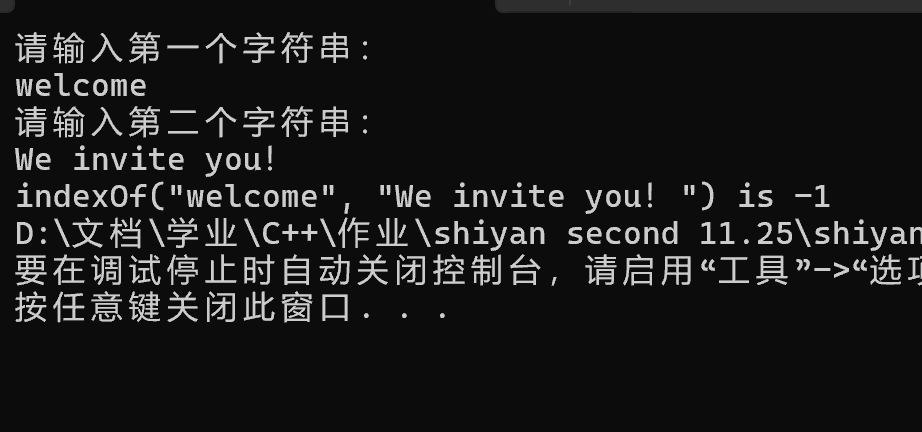 请输入第一个字符串:
welcome
请输入第二个字符串:
We invite you!
indexOf("welcome", "We invite you! ") is -1
D:\文档\学业\C++\作业\shiyan second 11.25\shiyan
要在调试停止时自动关闭控制台，请启用“工具”->“选项
按任意键关闭此窗口. . .